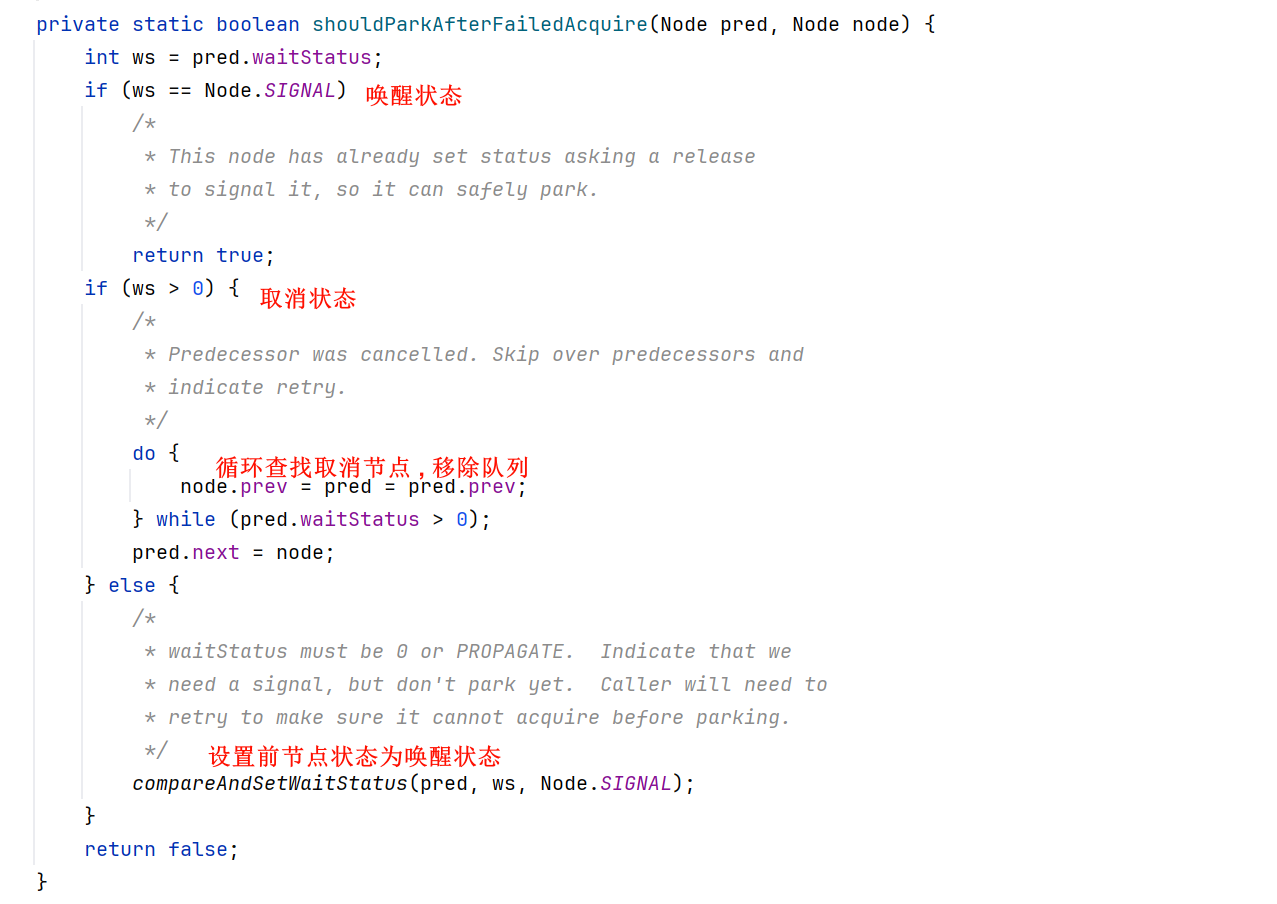 private static boolean shouldParkAfterFailedAcquire(Node pred, Node node) {
    int ws = pred.waitStatus;
    if (ws == Node.SIGNAL) 唤醒状态
        /*
         * This node has already set status asking a release
         * to signal it, so it can safely park.
         */
        return true;
    if (ws > 0) { 取消状态
        /*
         * Predecessor was cancelled. Skip over predecessors and
         * indicate retry.
         */
        do {
            循环查找取消节点，移除队列
            node.prev = pred = pred.prev;
        } while (pred.waitStatus > 0);
        pred.next = node;
    } else {
        /*
         * waitStatus must be 0 or PROPAGATE.  Indicate that we
         * need a signal, but don't park yet.  Caller will need to
         * retry to make sure it cannot acquire before parking.
         */ 设置前节点状态为唤醒状态
        compareAndSetWaitStatus(pred, ws, Node.SIGNAL);
    }
    return false;
}